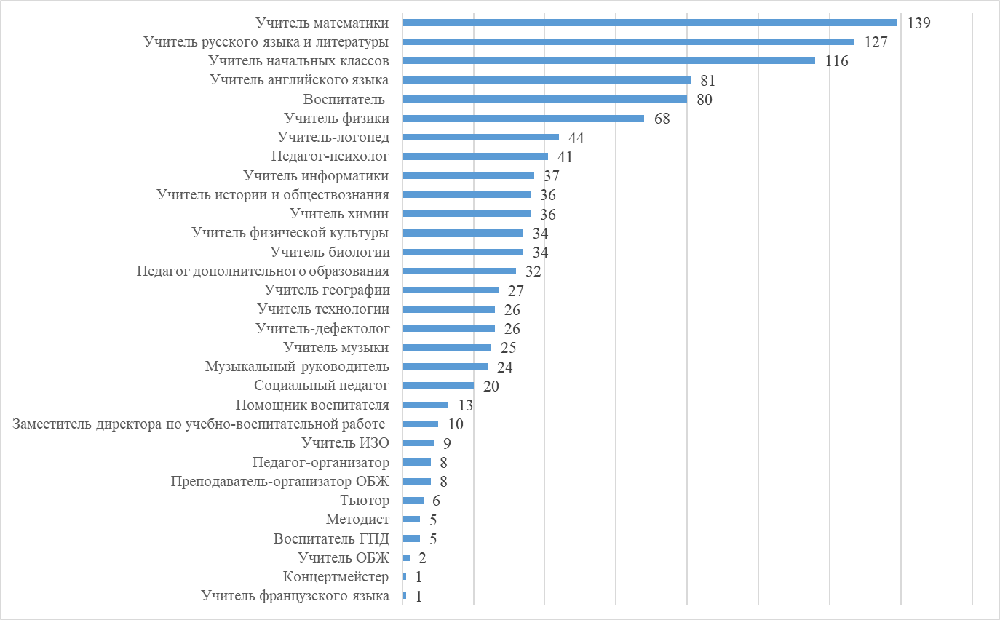 Учитель математики 139
Учитель русского языка и литературы 127
Учитель начальных классов 116
Учитель английского языка 81
Воспитатель 80
Учитель физики 68
Учитель-логопед 44
Педагог-психолог 41
Учитель информатики 37
Учитель истории и обществознания 36
Учитель химии 36
Учитель физической культуры 34
Учитель биологии 34
Педагог дополнительного образования 32
Учитель географии 27
Учитель технологии 26
Учитель-дефектолог 26
Учитель музыки 25
Музыкальный руководитель 24
Социальный педагог 20
Помощник воспитателя 13
Заместитель директора по учебно-воспитательной работе 10
Учитель ИЗО 9
Педагог-организатор 8
Преподаватель-организатор ОБЖ 8
Тьютор 6
Методист 5
Воспитатель ГПД 5
Учитель ОБЖ 2
Концертмейстер 1
Учитель французского языка 1